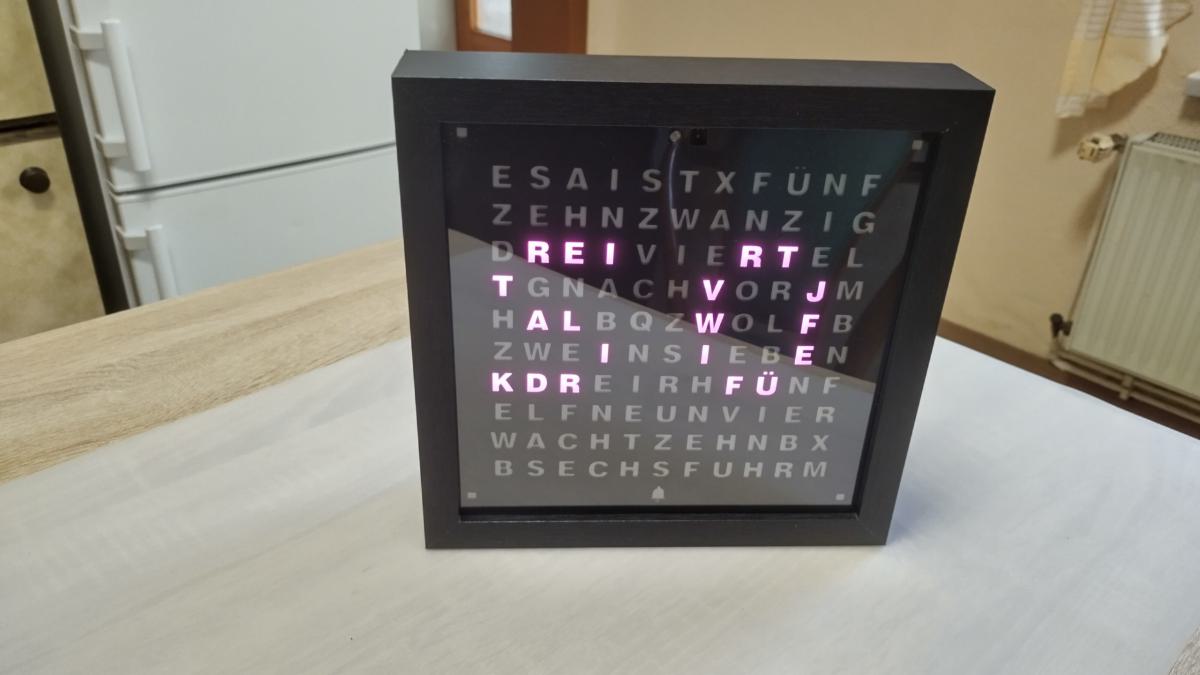 ESAISTXFÜNF
ZEHNZWANZIG
DREIVIERTEL
TGNACHVORJM
HALBQZWOLFB
ZWEINSIEBEN
KDREIRHFÜNF
ELFNEUNVIER
WACHTZEHNBX
BSECHSFUHRM